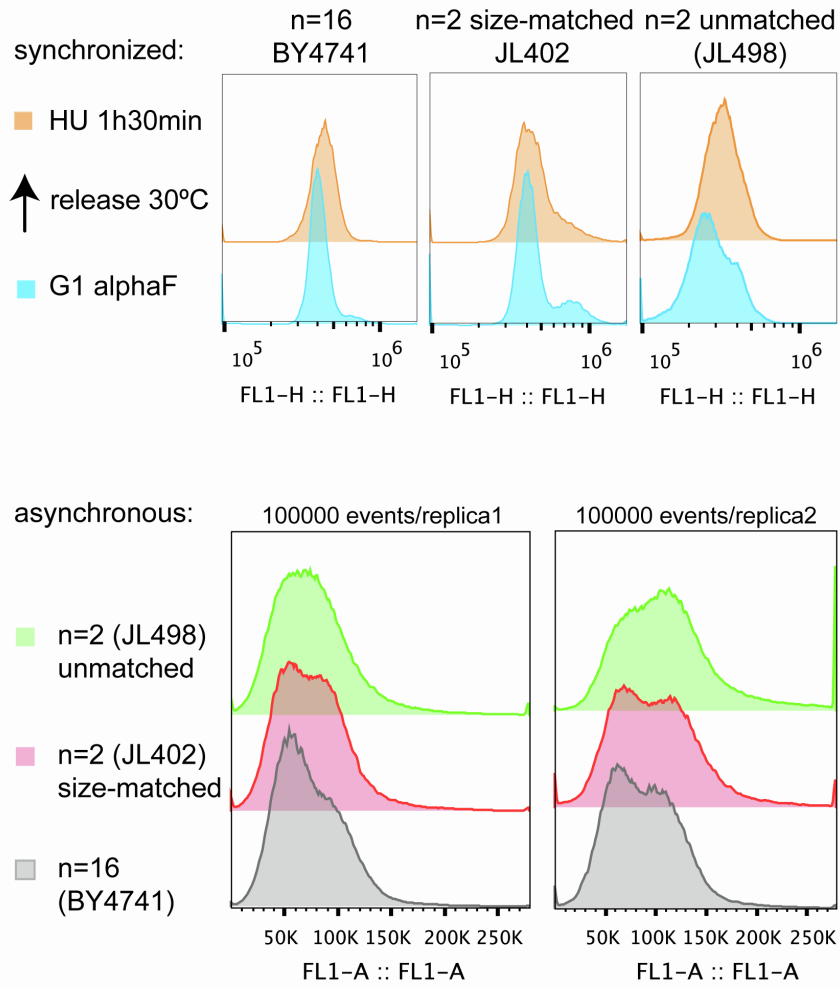 synchronized:
n=16
BY4741
n=2 size-matched
JL402
n=2 unmatched
(JL498)
HU 1h30min
release 30ºC
G1 alphaF
10^5 10^6
FL1-H :: FL1-H
10^5 10^6
FL1-H :: FL1-H
10^5 10^6
FL1-H :: FL1-H
asynchronous:
100000 events/replica1
100000 events/replica2
n=2 (JL498)
unmatched
n=2 (JL402)
size-matched
n=16
(BY4741)
50K 100K 150K 200K 250K
FL1-A :: FL1-A
50K 100K 150K 200K 250K
FL1-A :: FL1-A